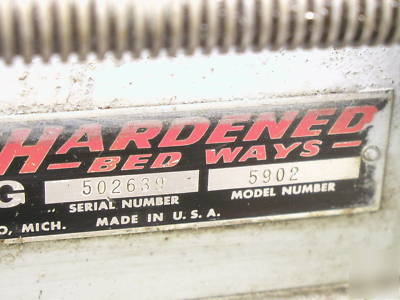 HARDENED
BED WAYS
G 502639 5902
SERIAL NUMBER MODEL NUMBER
O, MICH. MADE IN U.S.A.